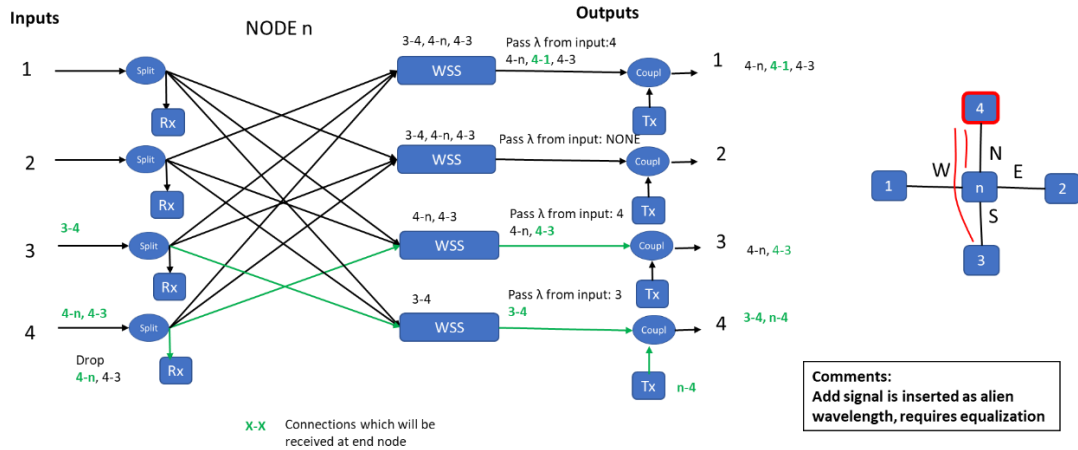 Inputs
NODE n
Outputs
3-4, 4-n, 4-3
Pass λ from input:4
4-n, 4-1, 4-3
1
Split
WSS
Coupl
1
4-n, 4-1, 4-3
Rx
Tx
3-4, 4-n, 4-3
Pass λ from input: NONE
2
Split
WSS
Coupl
2
Rx
Tx
4-n, 4-3
Pass λ from input: 4
4-n, 4-3
3-4
3
Split
WSS
Coupl
3
4-n, 4-3
Rx
Tx
3-4
Pass λ from input: 3
3-4
4-n, 4-3
4
Split
WSS
Coupl
4
3-4, n-4
Drop
4-n, 4-3
Rx
Tx
n-4
X-X
Connections which will be
received at end node
4
N
W
E
1
n
2
S
3
Comments:
Add signal is inserted as alien
wavelength, requires equalization